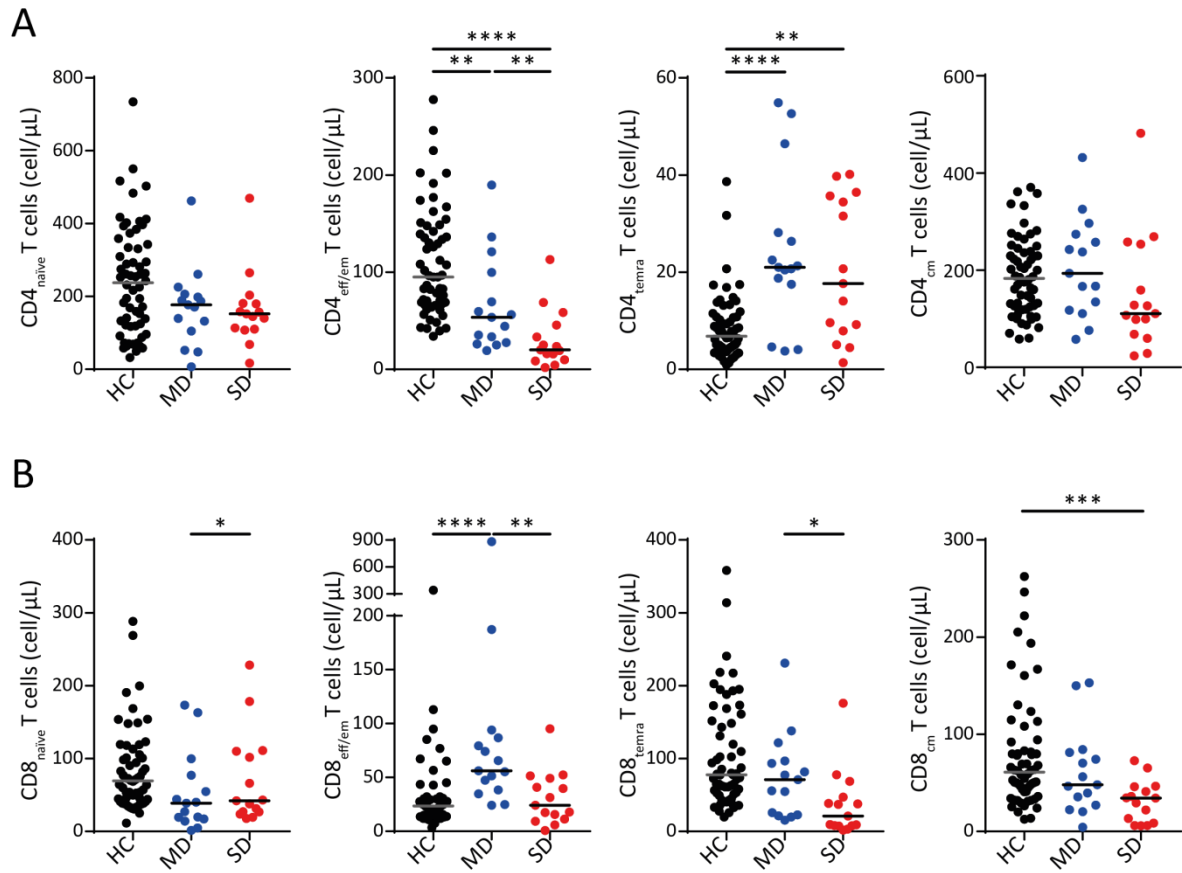 A
CD4naïve T cells (cell/μL)
800
600
400
200
0
HC
MD
SD
CD4eff/em T cells (cell/μL)
300
200
100
0
****
**
**
HC
MD
SD
CD4temra T cells (cell/μL)
60
40
20
0
**
****
HC
MD
SD
CD4cm T cells (cell/μL)
600
400
200
0
HC
MD
SD
B
CD8naïve T cells (cell/μL)
400
300
200
100
0
*
HC
MD
SD
CD8eff/em T cells (cell/μL)
900
700
500
300
200
150
100
50
0
****
**
HC
MD
SD
CD8temra T cells (cell/μL)
400
300
200
100
0
*
HC
MD
SD
CD8cm T cells (cell/μL)
300
200
100
0
***
HC
MD
SD